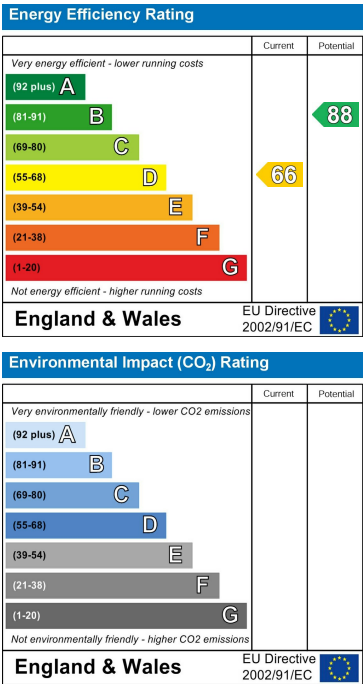 Energy Efficiency Rating
Current Potential
Very energy efficient - lower running costs
(92 plus) A
(81-91) B
88
(69-80) C
(55-68) D
66
(39-54) E
(21-38) F
(1-20) G
Not energy efficient - higher running costs
England & Wales
EU Directive
2002/91/EC
Environmental Impact (CO₂) Rating
Current Potential
Very environmentally friendly - lower CO2 emissions
(92 plus) A
(81-91) B
(69-80) C
(55-68) D
(39-54) E
(21-38) F
(1-20) G
Not environmentally friendly - higher CO2 emissions
England & Wales
EU Directive
2002/91/EC